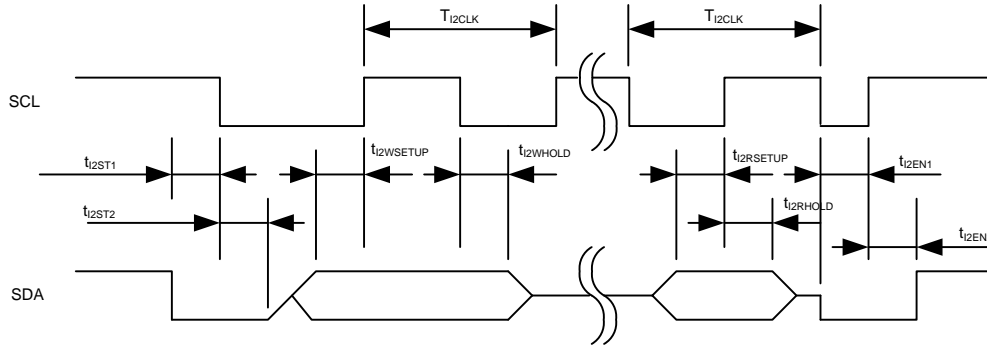 TI2CLK TI2CLK
SCL
tI2ST1 tI2WSETUP tI2WHOLD tI2RSETUP tI2EN1
tI2ST2 tI2RHOLD
tI2EN
SDA